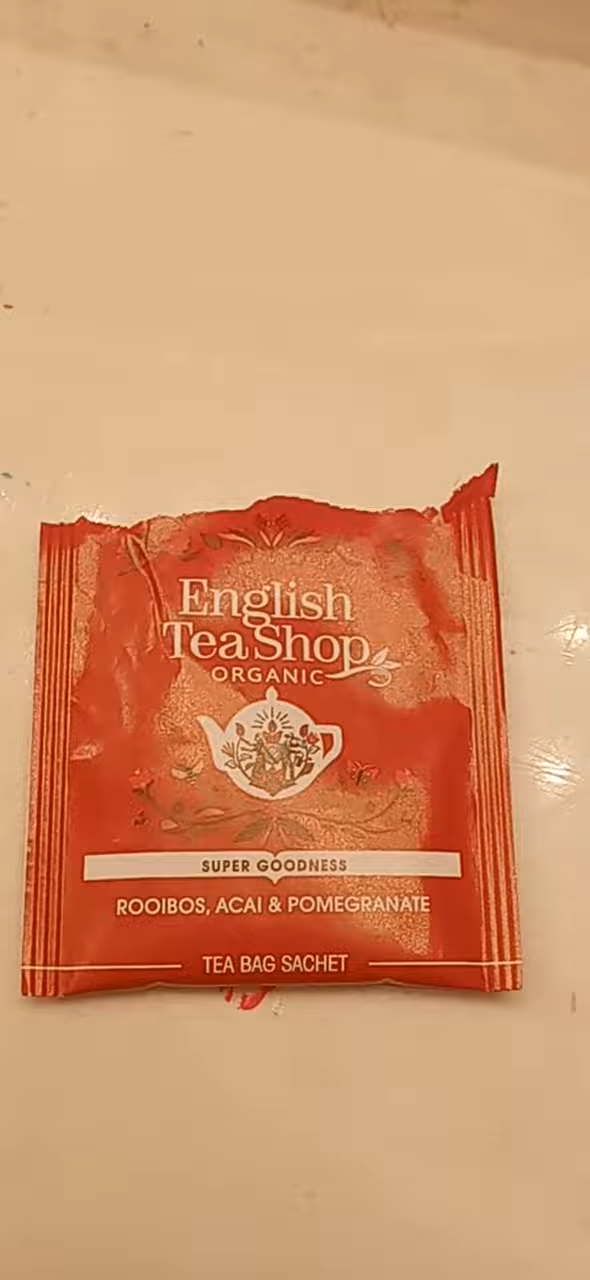 English
Tea Shop
ORGANIC
SUPER GOODNESS
ROOIBOS, ACAI & POMEGRANATE
TEA BAG SACHET